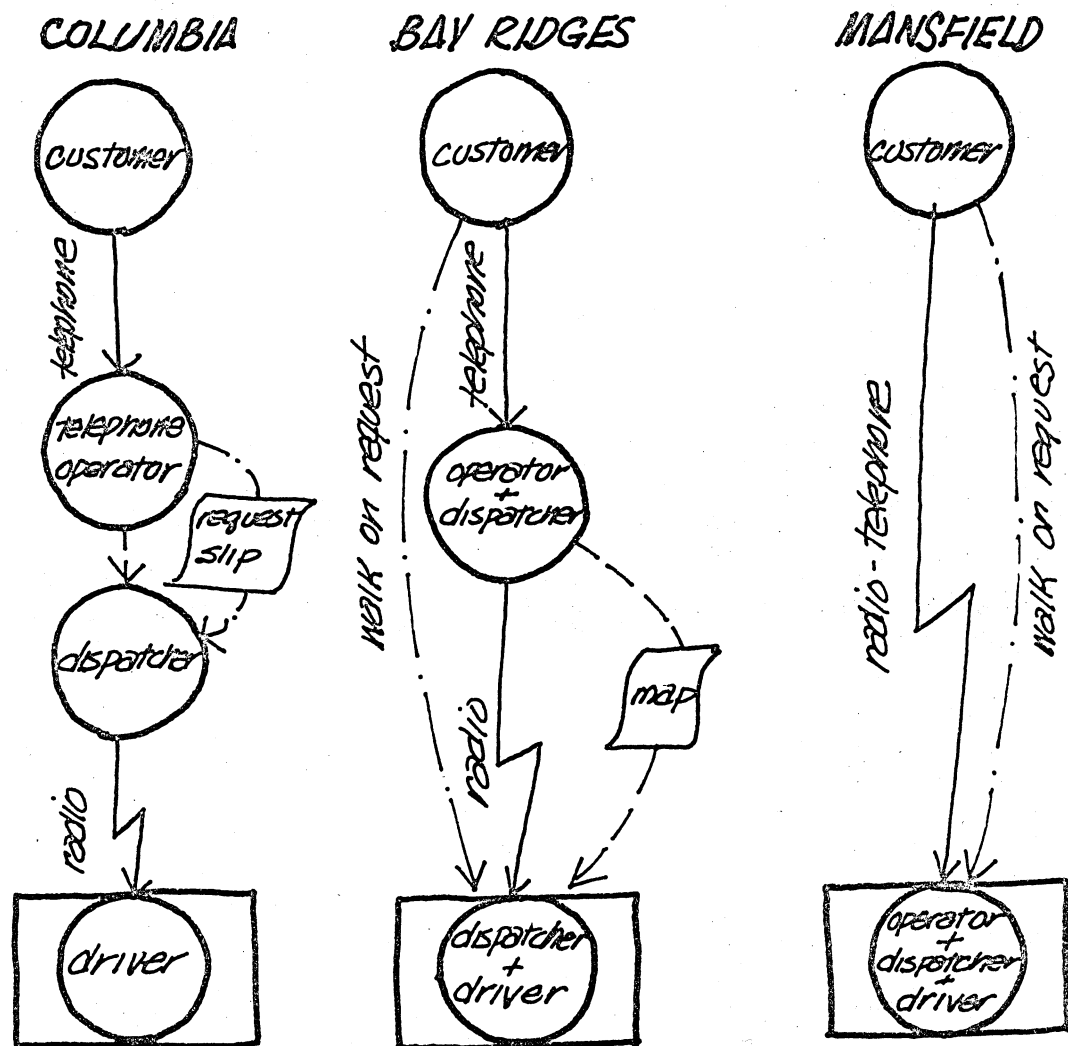 COLUMBIA
customer
telephone
telephone
operator
request
slip
dispatcher
radio
driver
BAY RIDGES
customer
telephone
walk on request
operator
+
dispatcher
map
radio
dispatcher
+
driver
MANSFIELD
customer
radio-telephone
walk on request
operator
+
dispatcher
+
driver